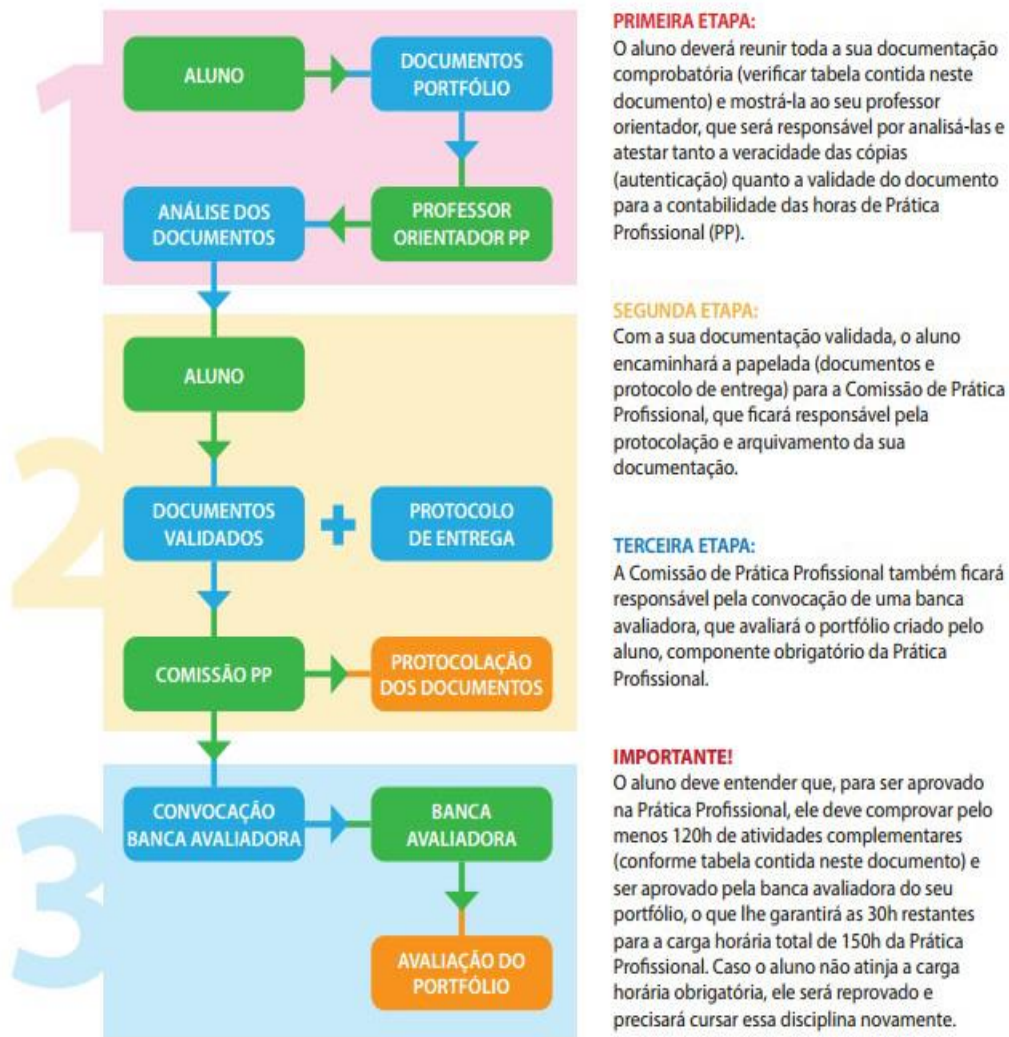 1
ALUNO
DOCUMENTOS
PORTFÓLIO
ANÁLISE DOS
DOCUMENTOS
PROFESSOR
ORIENTADOR PP
PRIMEIRA ETAPA:
O aluno deverá reunir toda a sua documentação
comprobatória (verificar tabela contida neste
documento) e mostrá-la ao seu professor
orientador, que será responsável por analisá-las e
atestar tanto a veracidade das cópias
(autenticação) quanto a validade do documento
para a contabilidade das horas de Prática
Profissional (PP).
2
ALUNO
DOCUMENTOS
VALIDADOS
+
PROTOCOLO
DE ENTREGA
COMISSÃO PP
PROTOCOLAÇÃO
DOS DOCUMENTOS
SEGUNDA ETAPA:
Com a sua documentação validada, o aluno
encaminhará a papelada (documentos e
protocolo de entrega) para a Comissão de Prática
Profissional, que ficará responsável pela
protocolação e arquivamento da sua
documentação.
3
CONVOCAÇÃO
BANCA AVALIADORA
BANCA
AVALIADORA
AVALIAÇÃO DO
PORTFÓLIO
TERCEIRA ETAPA:
A Comissão de Prática Profissional também ficará
responsável pela convocação de uma banca
avaliadora, que avaliará o portfólio criado pelo
aluno, componente obrigatório da Prática
Profissional.
IMPORTANTE!
O aluno deve entender que, para ser aprovado
na Prática Profissional, ele deve comprovar pelo
menos 120h de atividades complementares
(conforme tabela contida neste documento) e
ser aprovado pela banca avaliadora do seu
portfólio, o que lhe garantirá as 30h restantes
para a carga horária total de 150h da Prática
Profissional. Caso o aluno não atinja a carga
horária obrigatória, ele será reprovado e
precisará cursar essa disciplina novamente.